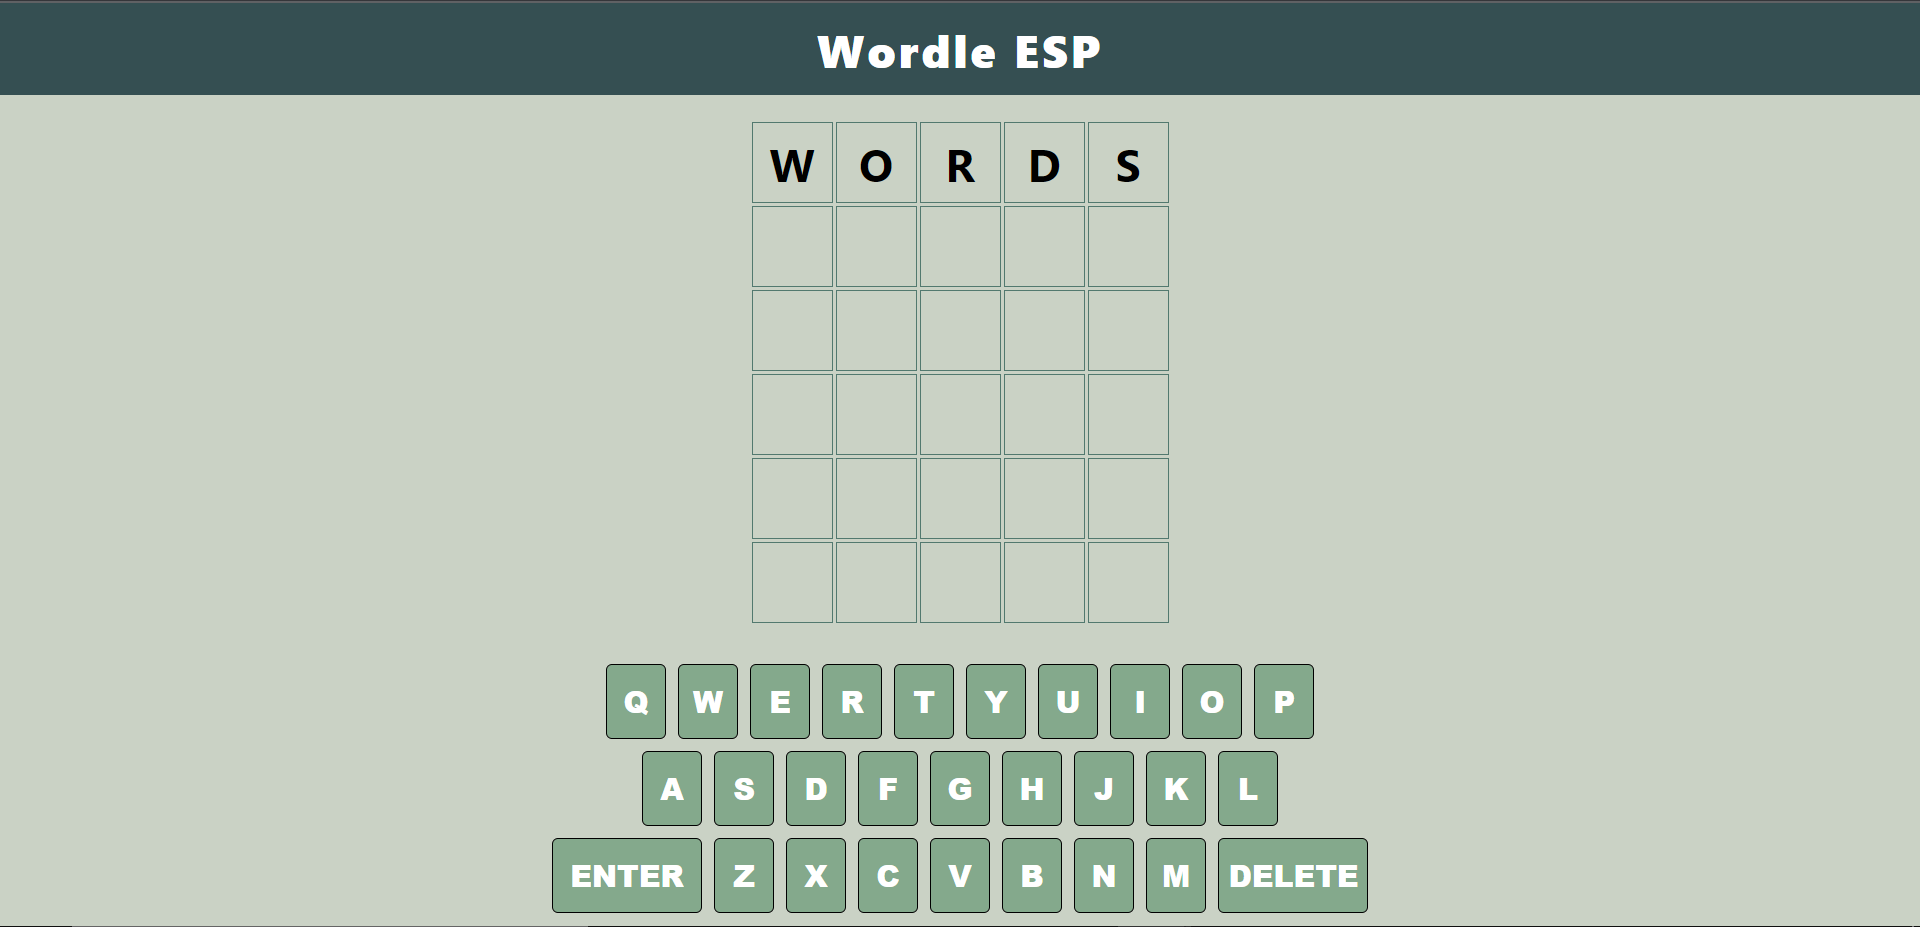 Wordle ESP
W O R D S
Q W E R T Y U I O P
A S D F G H J K L
ENTER Z X C V B N M DELETE